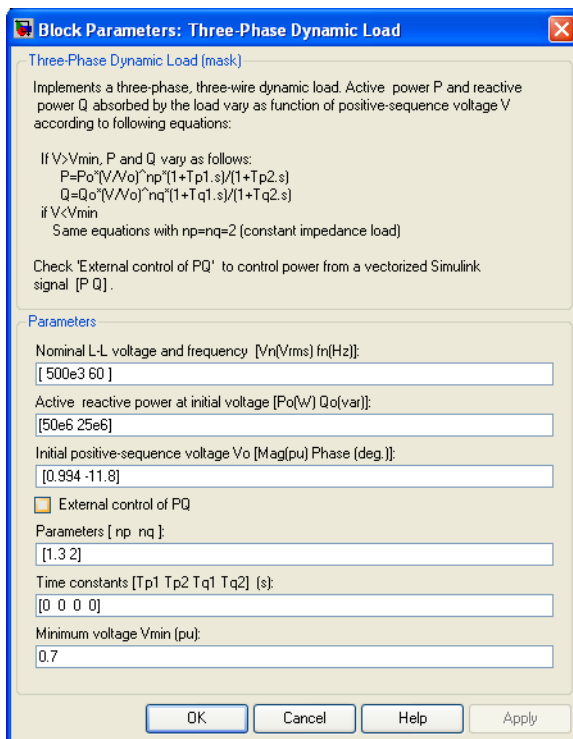 Block Parameters: Three-Phase Dynamic Load
Three-Phase Dynamic Load (mask)
Implements a three-phase, three-wire dynamic load. Active power P and reactive
power Q absorbed by the load vary as function of positive-sequence voltage V
according to following equations:
If V>Vmin, P and Q vary as follows:
P=Po*(V/Vo)^np*(1+Tp1.s)/(1+Tp2.s)
Q=Qo*(V/Vo)^nq*(1+Tq1.s)/(1+Tq2.s)
if V<Vmin
Same equations with np=nq=2 (constant impedance load)
Check 'External control of PQ' to control power from a vectorized Simulink
signal [P Q] .
Parameters
Nominal L-L voltage and frequency [Vn(Vrms) fn(Hz)]:
[ 500e3 60 ]
Active reactive power at initial voltage [Po(W) Qo(var)]:
[50e6 25e6]
Initial positive-sequence voltage Vo [Mag(pu) Phase (deg.)]:
[0.994 -11.8]
External control of PQ
Parameters [ np nq ]:
[1.3 2]
Time constants [Tp1 Tp2 Tq1 Tq2] (s):
[0 0 0 0]
Minimum voltage Vmin (pu):
0.7
OK
Cancel
Help
Apply